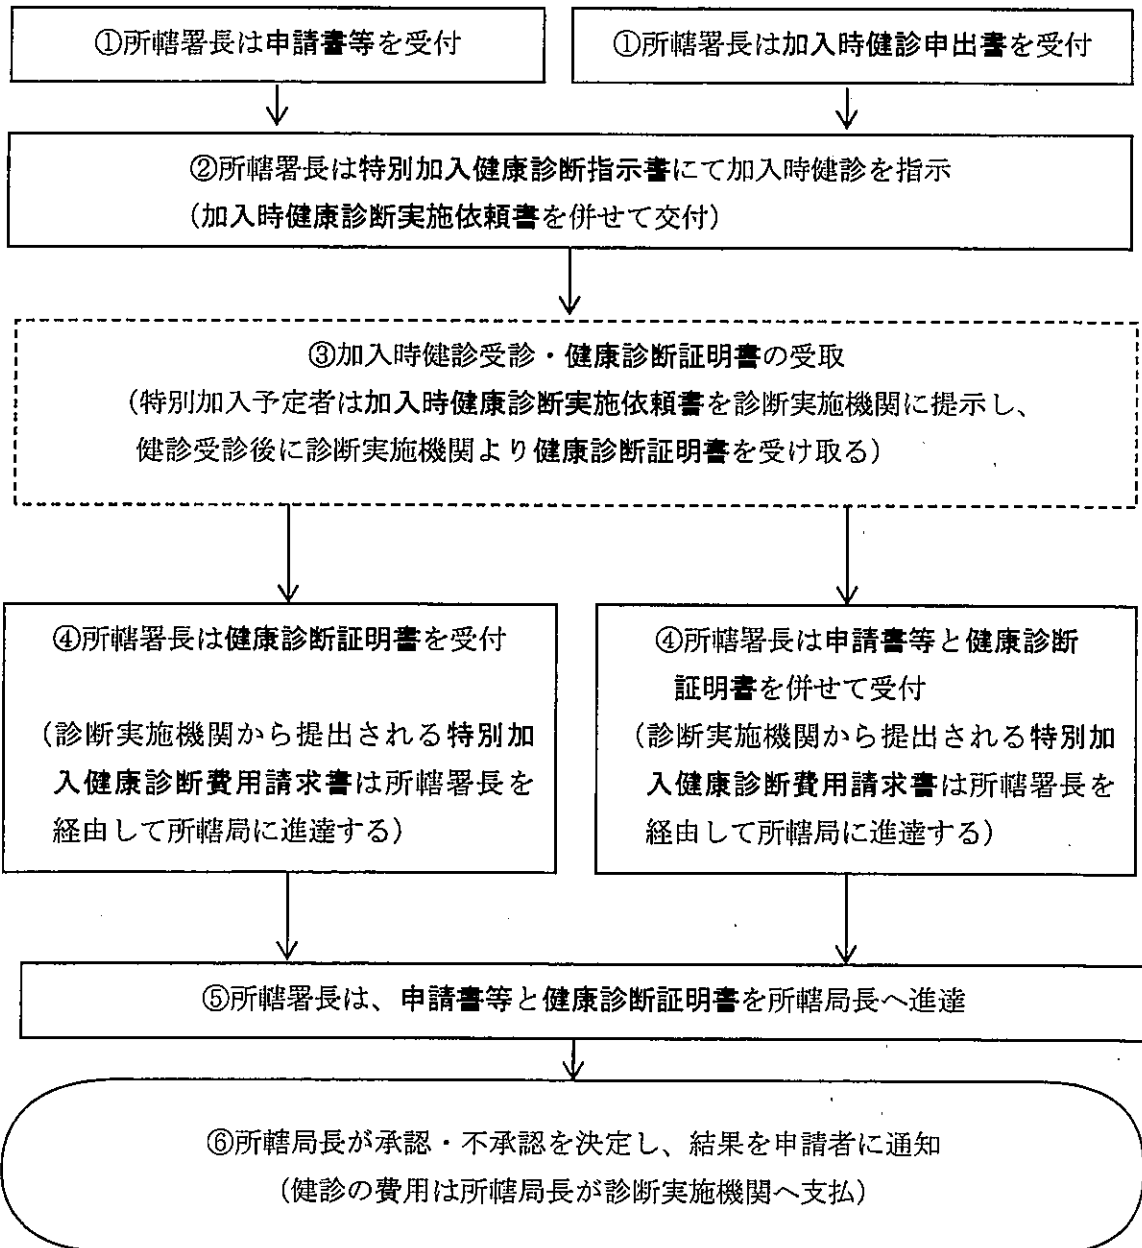 ①所轄署長は申請書等を受付
①所轄署長は加入時健診申出書を受付
②所轄署長は特別加入健康診断指示書にて加入時健診を指示
（加入時健康診断実施依頼書を併せて交付）
③加入時健診受診・健康診断証明書の受取
（特別加入予定者は加入時健康診断実施依頼書を診断実施機関に提示し、
健診受診後に診断実施機関より健康診断証明書を受け取る）
④所轄署長は健康診断証明書を受付
（診断実施機関から提出される特別加
入健康診断費用請求書は所轄署長を
経由して所轄局に進達する）
④所轄署長は申請書等と健康診断
証明書を併せて受付
（診断実施機関から提出される特別加
入健康診断費用請求書は所轄署長を
経由して所轄局に進達する）
⑤所轄署長は、申請書等と健康診断証明書を所轄局長へ進達
⑥所轄局長が承認・不承認を決定し、結果を申請者に通知
（健診の費用は所轄局長が診断実施機関へ支払）